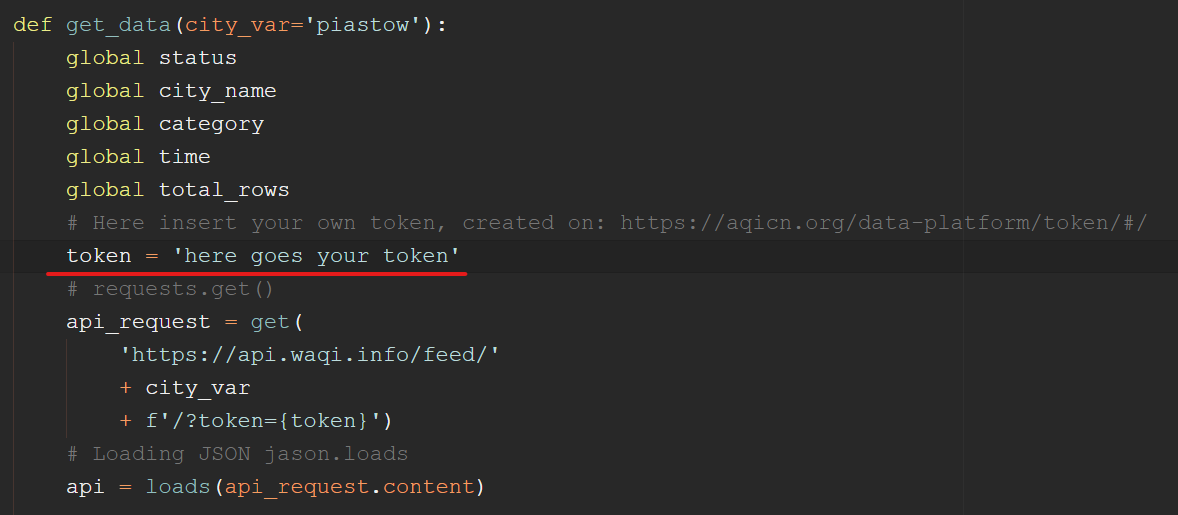 def get_data(city_var='piastow'):
    global status
    global city_name
    global category
    global time
    global total_rows
    # Here insert your own token, created on: https://aqicn.org/data-platform/token/#/
    token = 'here goes your token'
    # requests.get()
    api_request = get(
        'https://api.waqi.info/feed/'
        + city_var
        + f'/?token={token}')
    # Loading JSON jason.loads
    api = loads(api_request.content)